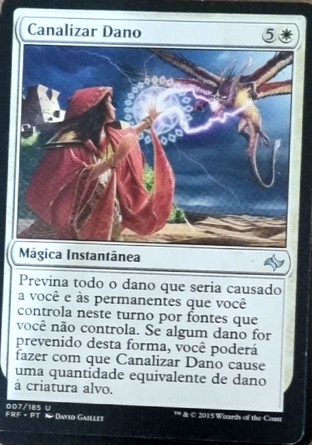 Canalizar Dano 5
Mágica Instantânea
Previna todo o dano que seria causado
a você e às permanentes que você
controla neste turno por fontes que
você não controla. Se algum dano for
prevenido desta forma, você poderá
fazer com que Canalizar Dano cause
uma quantidade equivalente de dano
à criatura alvo.
007/185 U
FRF • PT DAVID GAILLET
™ & © 2015 Wizards of the Coast